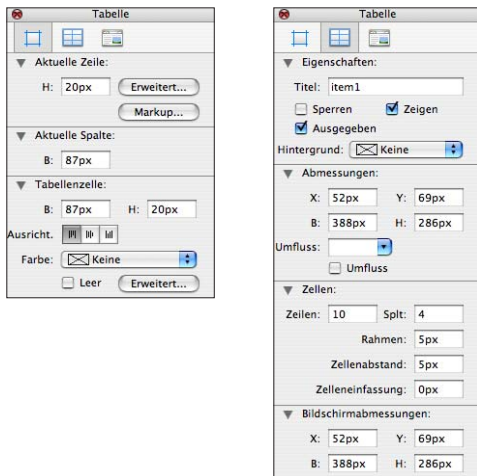 Tabelle
Aktuelle Zeile:
H: 20px Erweitert...
Markup...
Aktuelle Spalte:
B: 87px
Tabellenzelle:
B: 87px H: 20px
Ausricht.
Farbe: Keine
Leer Erweitert...
Tabelle
Eigenschaften:
Titel: item1
Sperren Zeigen
Ausgegeben
Hintergrund: Keine
Abmessungen:
X: 52px Y: 69px
B: 388px H: 286px
Umfluss:
Umfluss
Zellen:
Zeilen: 10 Splt: 4
Rahmen: 5px
Zellenabstand: 5px
Zelleneinfassung: 0px
Bildschirmabmessungen:
X: 52px Y: 69px
B: 388px H: 286px